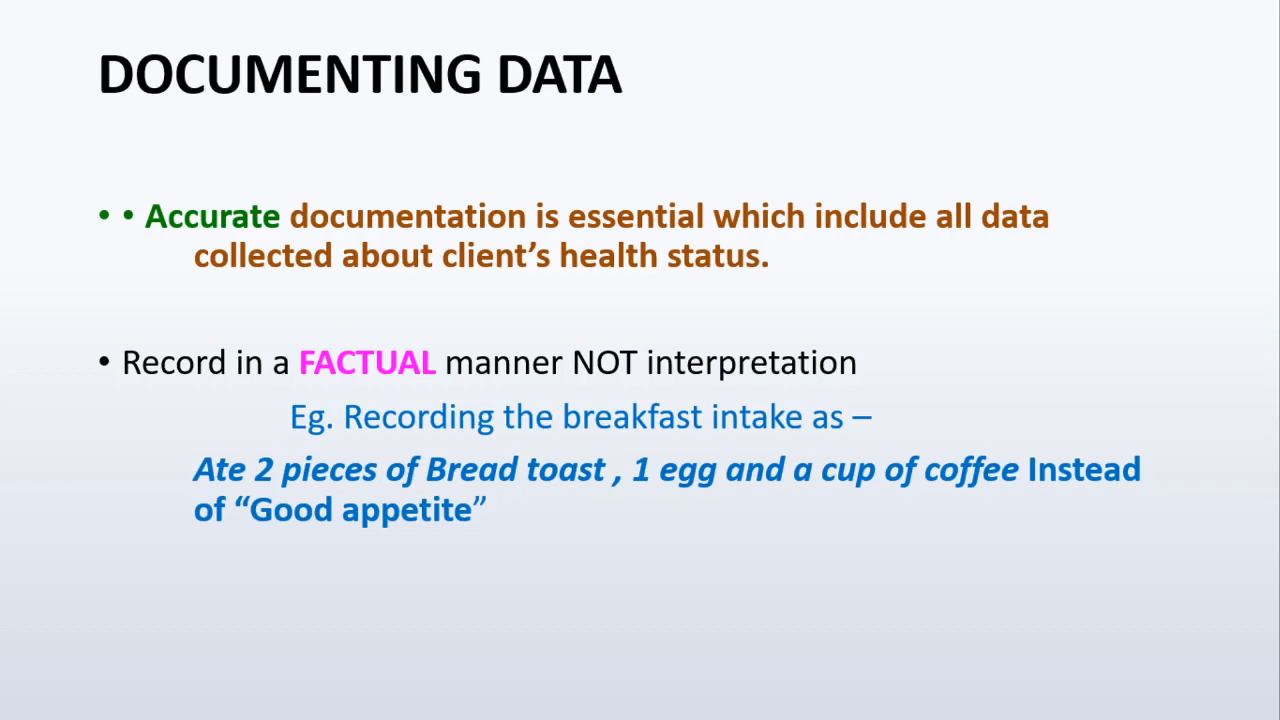 DOCUMENTING DATA
• • Accurate documentation is essential which include all data
collected about client’s health status.
• Record in a FACTUAL manner NOT interpretation
Eg. Recording the breakfast intake as –
Ate 2 pieces of Bread toast , 1 egg and a cup of coffee Instead
of “Good appetite”